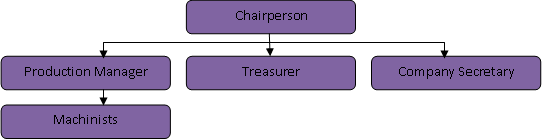 Chairperson
Production Manager
Treasurer
Company Secretary
Machinists